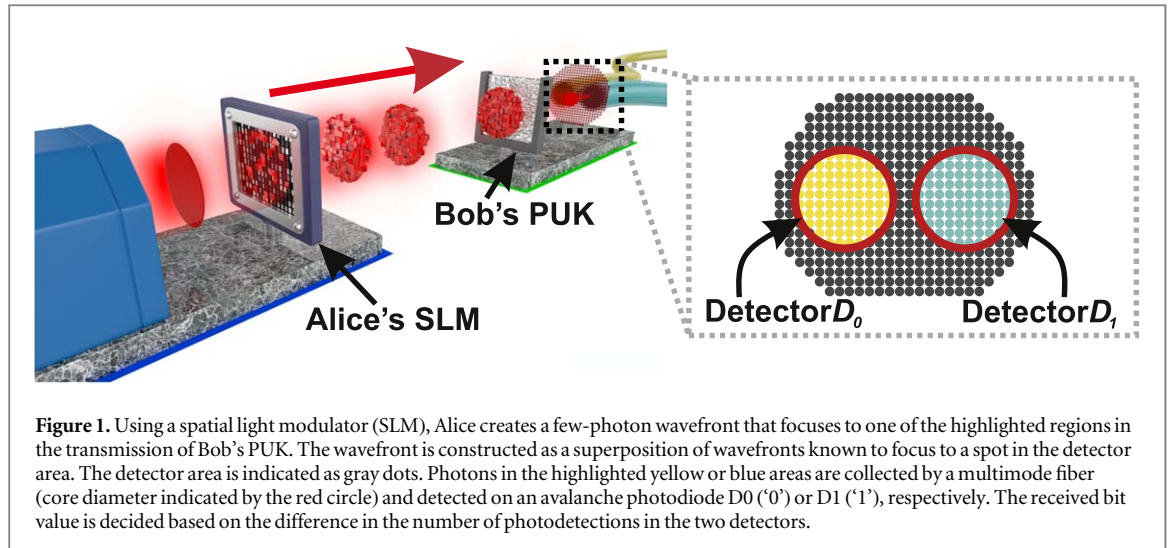 Bob's PUK
Alice's SLM
DetectorD0
DetectorD1
Figure 1. Using a spatial light modulator (SLM), Alice creates a few-photon wavefront that focuses to one of the highlighted regions in
the transmission of Bob's PUK. The wavefront is constructed as a superposition of wavefronts known to focus to a spot in the detector
area. The detector area is indicated as gray dots. Photons in the highlighted yellow or blue areas are collected by a multimode fiber
(core diameter indicated by the red circle) and detected on an avalanche photodiode D0 ('0') or D1 ('1'), respectively. The received bit
value is decided based on the difference in the number of photodetections in the two detectors.